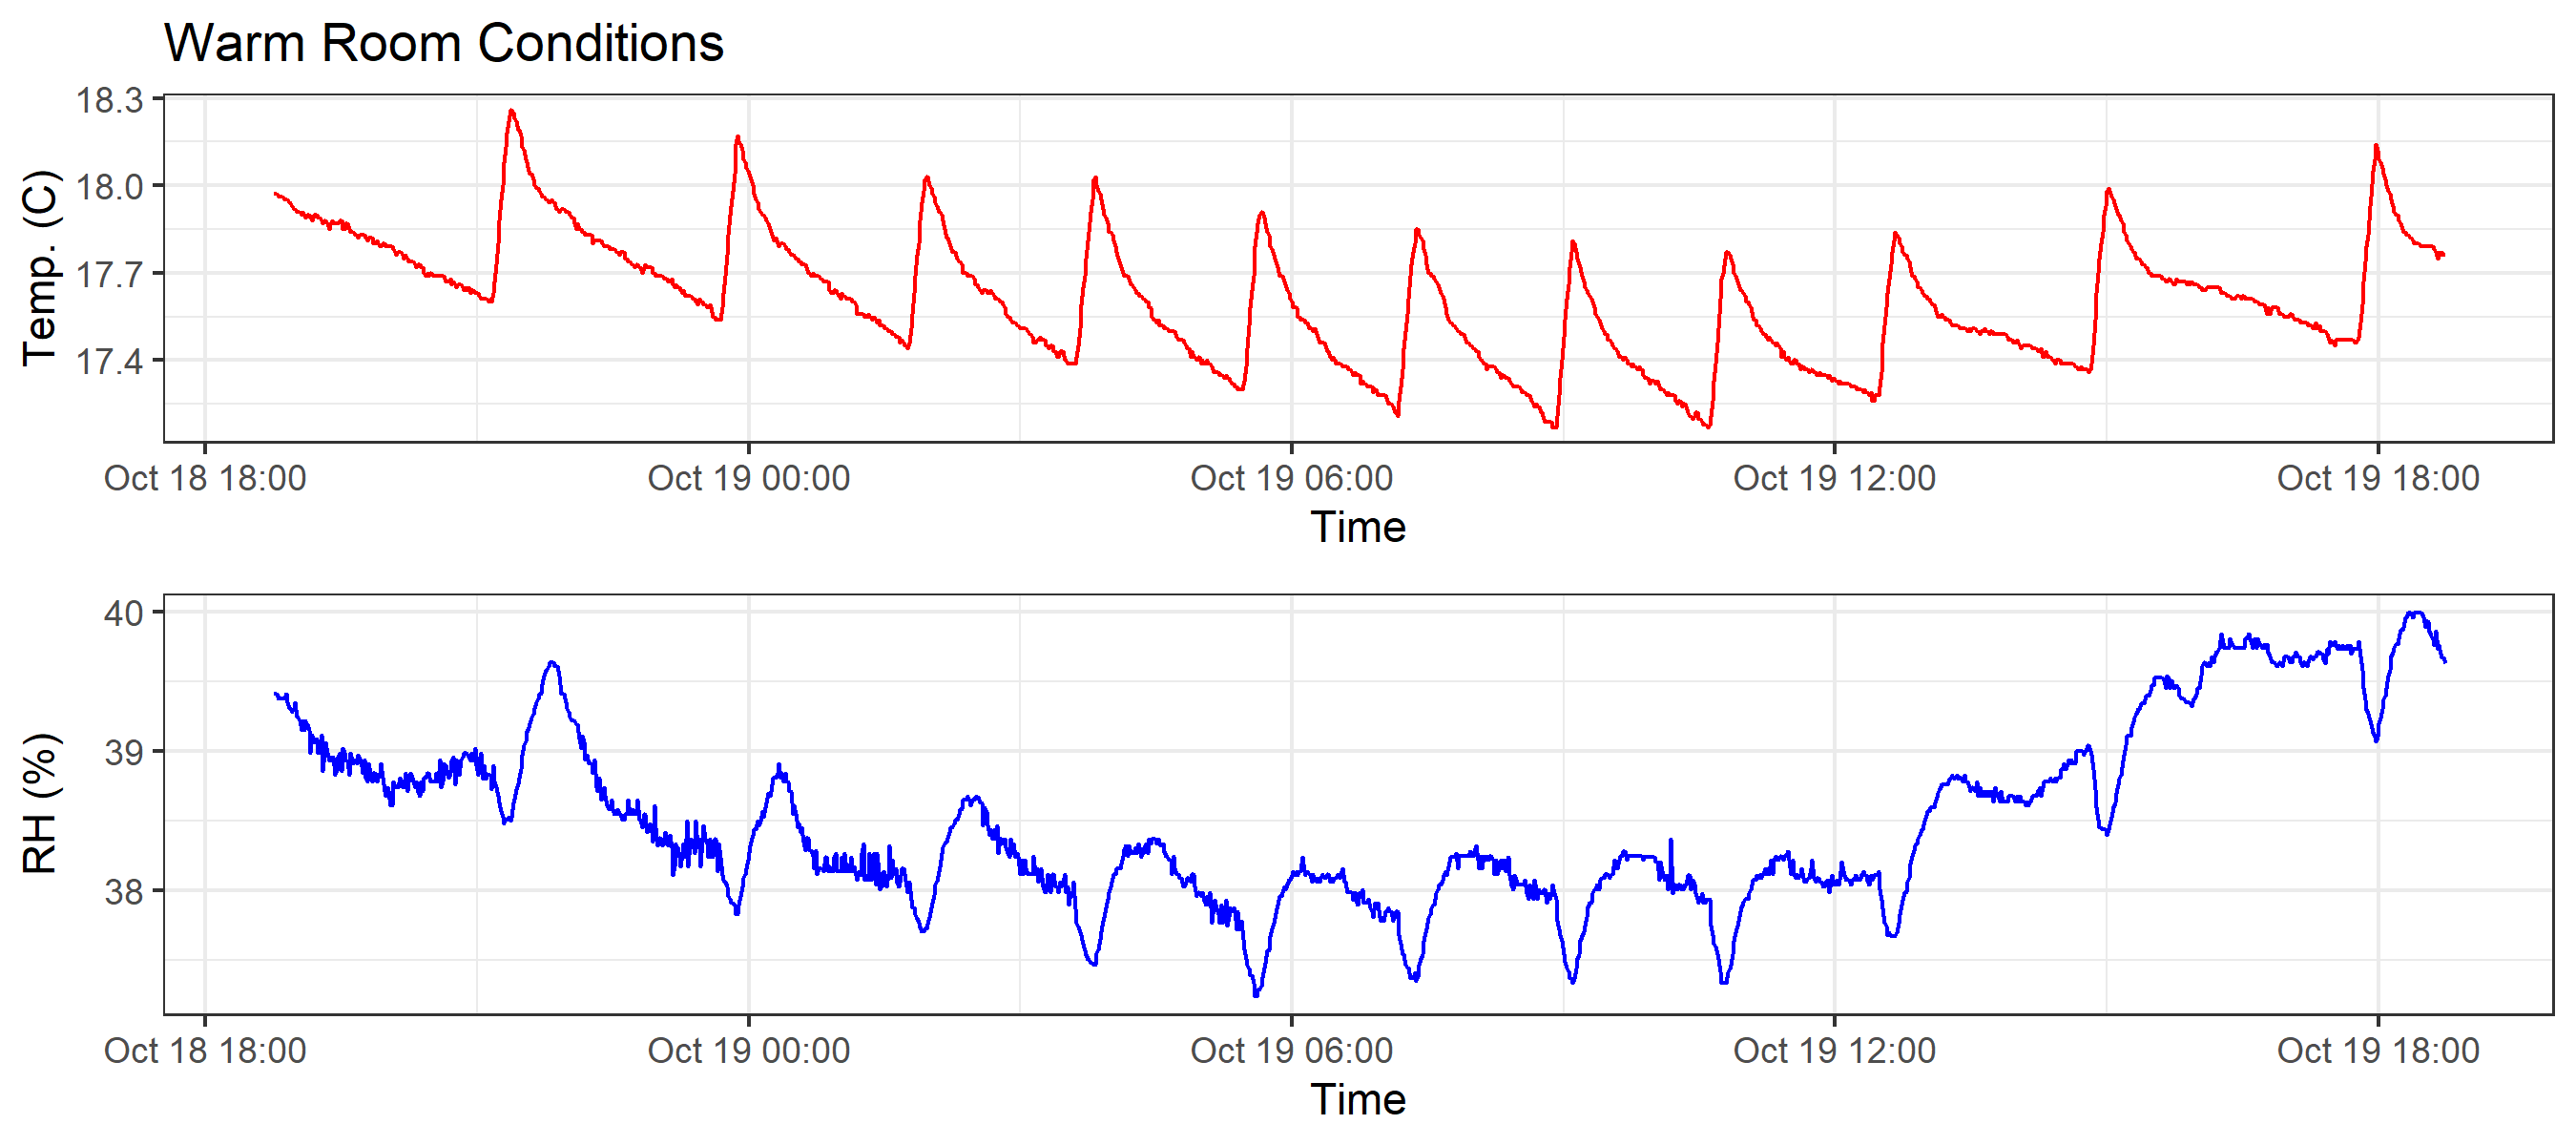 Warm Room Conditions
18.3
18.0
17.7
17.4
Temp. (C)
Oct 18 18:00 Oct 19 00:00 Oct 19 06:00 Oct 19 12:00 Oct 19 18:00
Time
40
39
38
RH (%)
Oct 18 18:00 Oct 19 00:00 Oct 19 06:00 Oct 19 12:00 Oct 19 18:00
Time